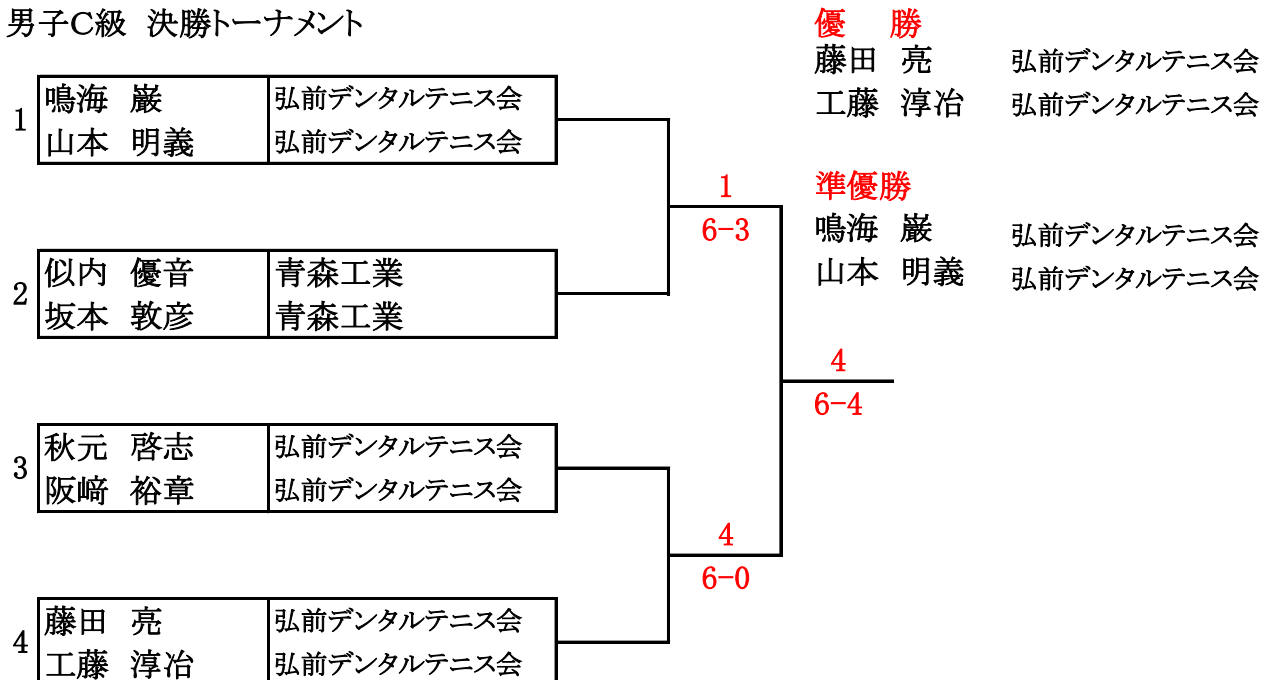 男子C級 決勝トーナメント
優 勝
藤田 亮 弘前デンタルテニス会
工藤 淳冶 弘前デンタルテニス会
準優勝
鳴海 巌 弘前デンタルテニス会
山本 明義 弘前デンタルテニス会
1
鳴海 巌 弘前デンタルテニス会
山本 明義 弘前デンタルテニス会
1
6-3
2
似内 優音 青森工業
坂本 敦彦 青森工業
4
6-4
3
秋元 啓志 弘前デンタルテニス会
阪﨑 裕章 弘前デンタルテニス会
4
6-0
4
藤田 亮 弘前デンタルテニス会
工藤 淳冶 弘前デンタルテニス会